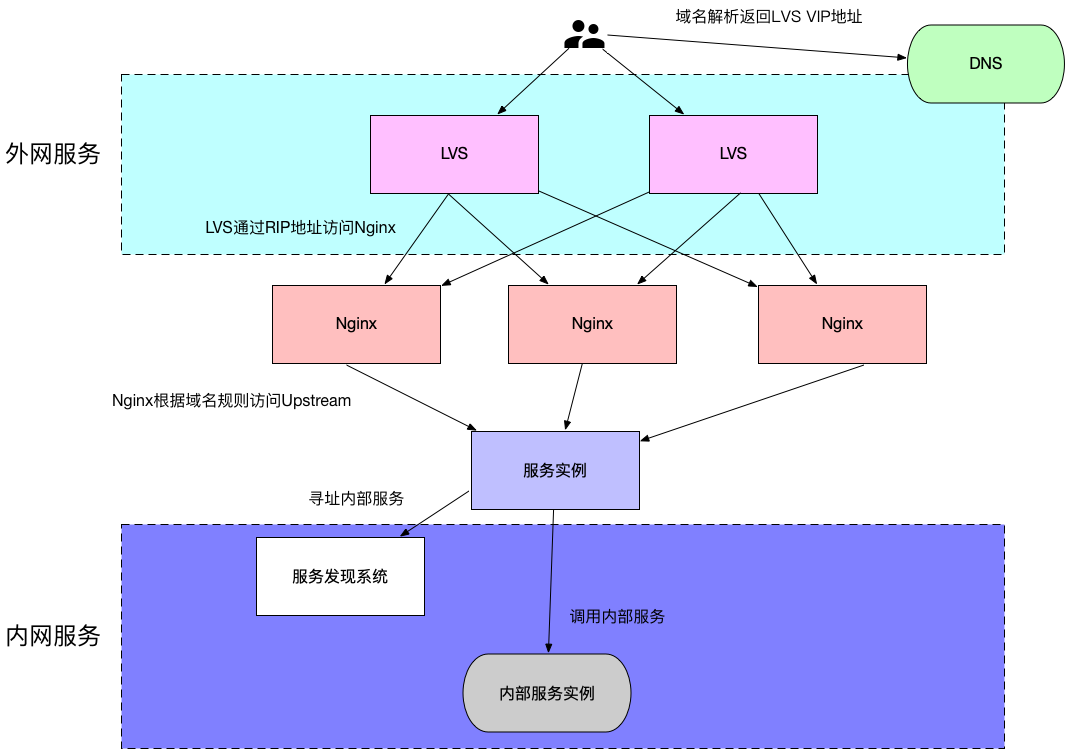 域名解析返回LVS VIP地址
DNS
外网服务
LVS
LVS
LVS通过RIP地址访问Nginx
Nginx
Nginx
Nginx
Nginx根据域名规则访问Upstream
服务实例
寻址内部服务
服务发现系统
调用内部服务
内网服务
内部服务实例